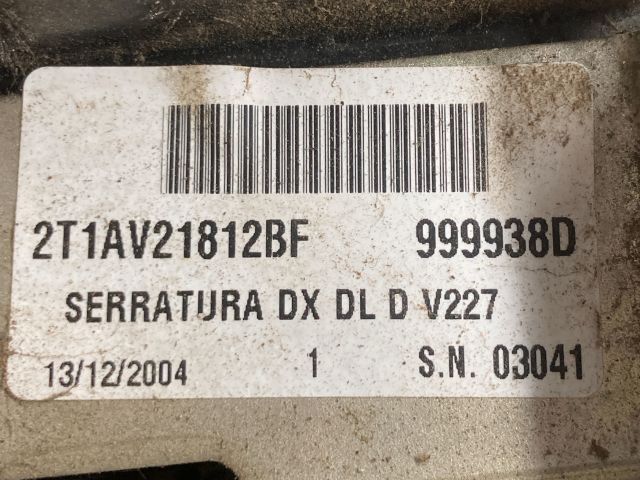 2T1AV21812BF 999938D
SERRATURA DX DL D V227
13/12/2004 1 S.N. 03041